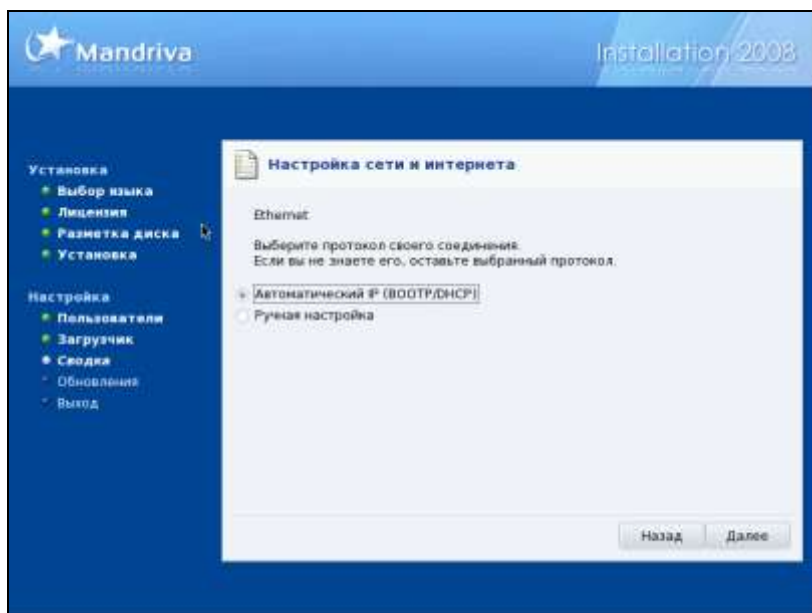 Mandriva
Installation 2008
Установка
Выбор языка
Лицензия
Разметка диска
Установка
Настройка
Пользователи
Загрузчик
Сводка
Обновления
Выход
Настройка сети и интернета
Ethernet
Выберите протокол своего соединения.
Если вы не знаете его, оставьте выбранный протокол.
Автоматический IP (BOOTP/DHCP)
Ручная настройка
Назад
Далее